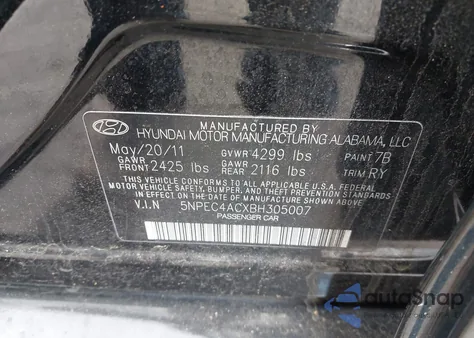 MANUFACTURED BY
HYUNDAI MOTOR MANUFACTURING ALABAMA, LLC
May/20/11 GVWR 4299 lbs PAINT 7B
GAWR FRONT 2425 lbs GAWR REAR 2116 lbs TRIM RY
THIS VEHICLE CONFORMS TO ALL APPLICABLE U.S. FEDERAL
MOTOR VEHICLE SAFETY, BUMPER, AND THEFT PREVENTION
STANDARDS IN EFFECT ON THE DATE OF MANUFACTURE SHOWN ABOVE.
V.I.N 5NPEC4ACXBH305007
PASSENGER CAR
autoSnap